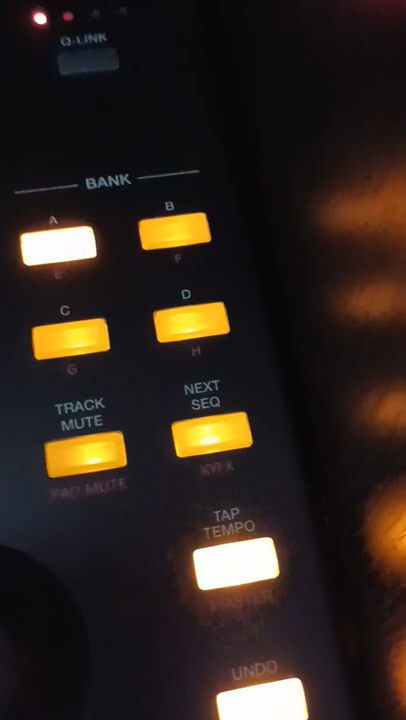 Q-LINK
BANK
A
B
E
F
C
D
G
H
TRACK
MUTE
NEXT
SEQ
PAD MUTE
XYFX
TAP
TEMPO
MASTER
UNDO